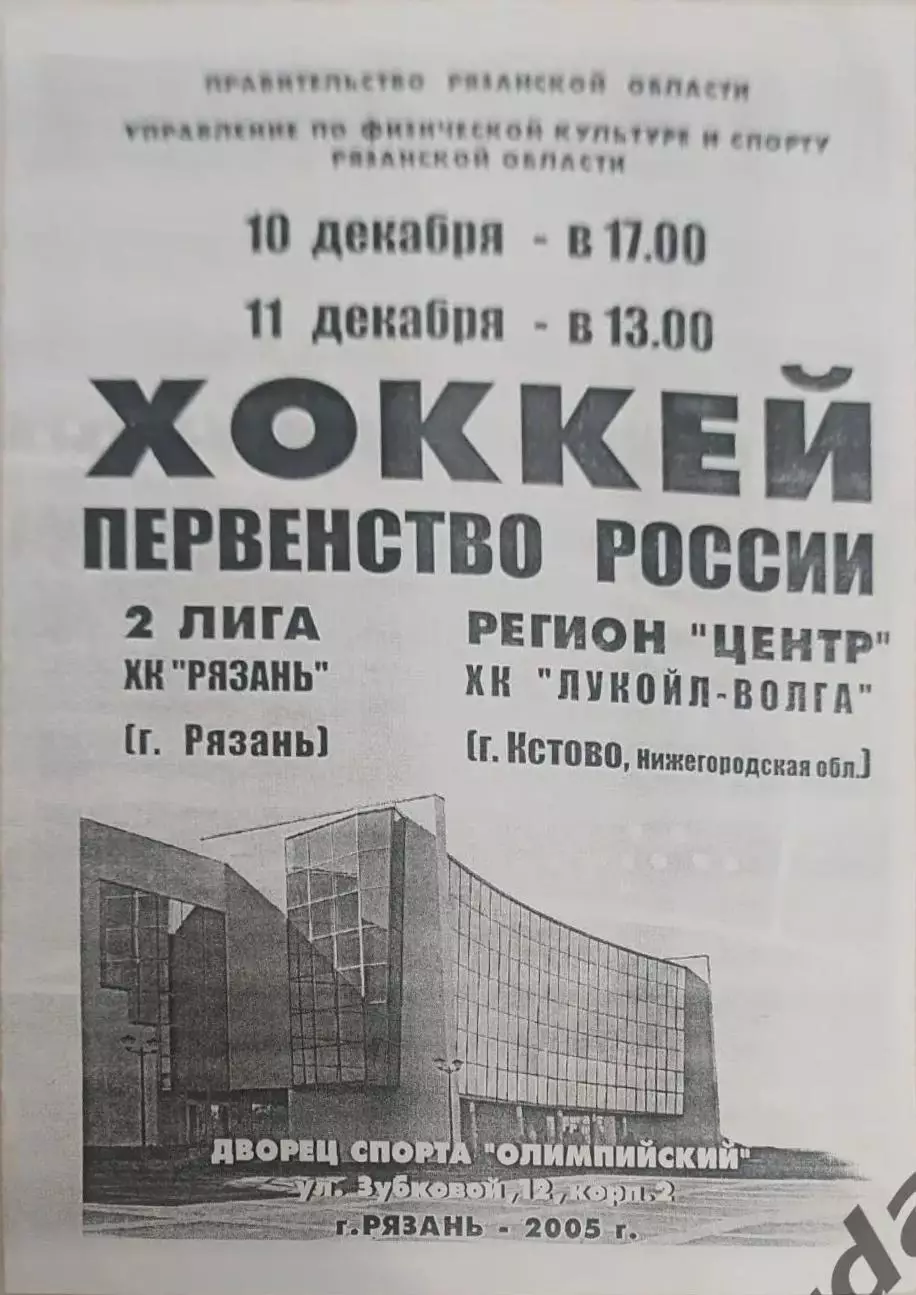 ПРАВИТЕЛЬСТВО РЯЗАНСКОЙ ОБЛАСТИ
УПРАВЛЕНИЕ ПО ФИЗИЧЕСКОЙ КУЛЬТУРЕ И СПОРТУ
РЯЗАНСКОЙ ОБЛАСТИ
10 декабря - в 17.00
11 декабря - в 13.00
ХОККЕЙ
ПЕРВЕНСТВО РОССИИ
2 ЛИГА РЕГИОН "ЦЕНТР"
ХК "РЯЗАНЬ" ХК "ЛУКОЙЛ-ВОЛГА"
(г. Рязань) (г. Кстово, Нижегородская обл.)
ДВОРЕЦ СПОРТА "ОЛИМПИЙСКИЙ"
ул. Зубковой, 12, корп.2
г.РЯЗАНЬ - 2005 г.